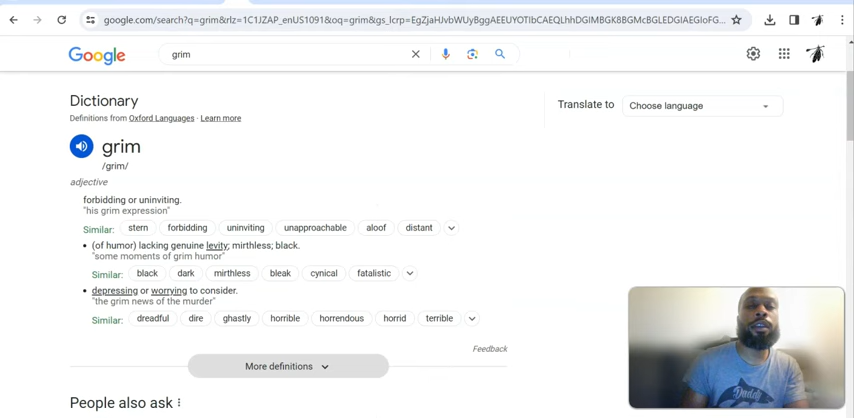 google.com/search?q=grim&rlz=1C1JZAP_enUS1091&oq=grim&gs_lcrp=
Google
grim
Dictionary
Definitions from Oxford Languages · Learn more
Translate to
Choose language
grim
/grim/
adjective
forbidding or uninviting.
"his grim expression"
Similar: stern forbidding uninviting unapproachable aloof distant
• (of humor) lacking genuine levity; mirthless; black.
"some moments of grim humor"
Similar: black dark mirthless bleak cynical fatalistic
• depressing or worrying to consider.
"the grim news of the murder"
Similar: dreadful dire ghastly horrible horrendous horrid terrible
Feedback
More definitions
People also ask
Daddy